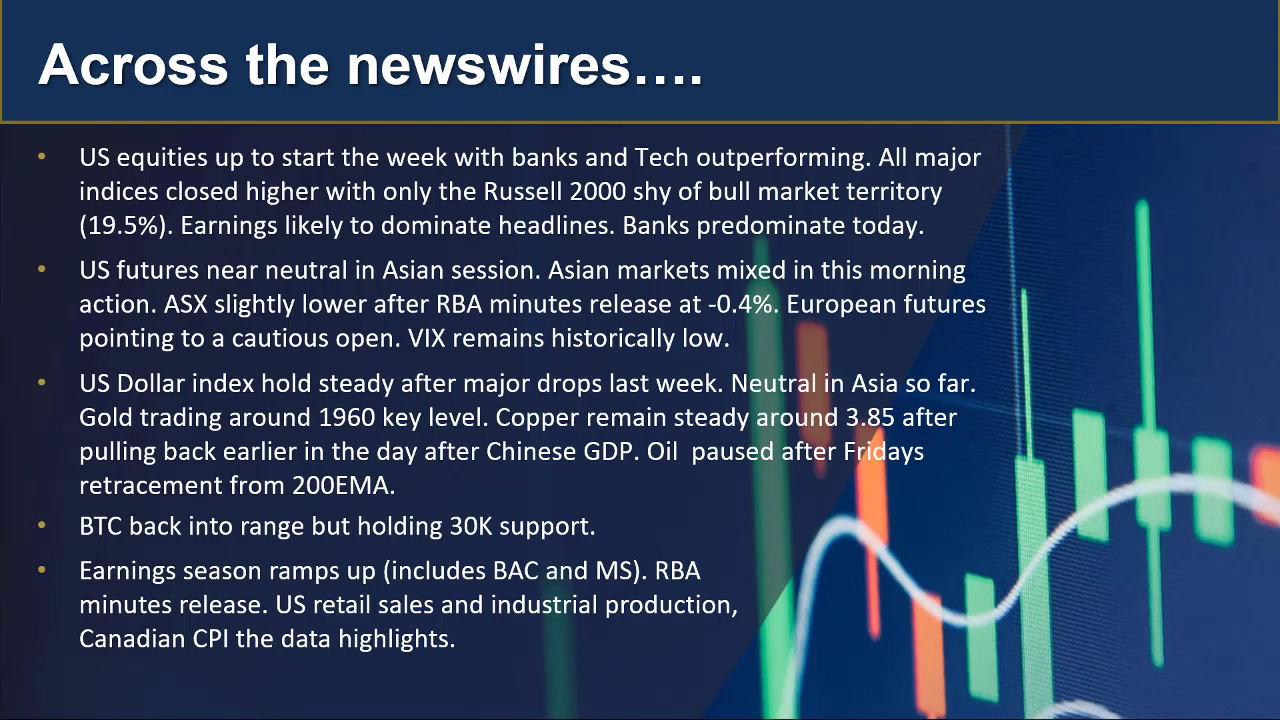 Across the newswires….
• US equities up to start the week with banks and Tech outperforming. All major
indices closed higher with only the Russell 2000 shy of bull market territory
(19.5%). Earnings likely to dominate headlines. Banks predominate today.
• US futures near neutral in Asian session. Asian markets mixed in this morning
action. ASX slightly lower after RBA minutes release at -0.4%. European futures
pointing to a cautious open. VIX remains historically low.
• US Dollar index hold steady after major drops last week. Neutral in Asia so far.
Gold trading around 1960 key level. Copper remain steady around 3.85 after
pulling back earlier in the day after Chinese GDP. Oil  paused after Fridays
retracement from 200EMA.
• BTC back into range but holding 30K support.
• Earnings season ramps up (includes BAC and MS). RBA
minutes release. US retail sales and industrial production,
Canadian CPI the data highlights.